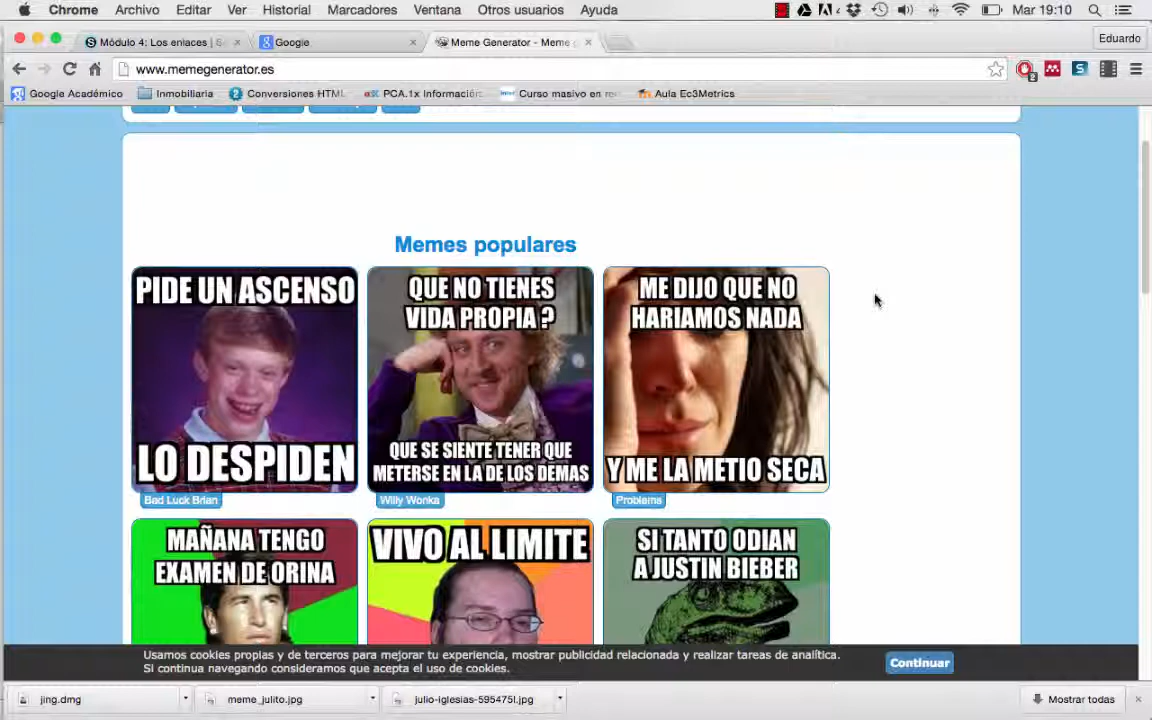 Chrome Archivo Editar Ver Historial Marcadores Ventana Otros usuarios Ayuda Mar 19:10
Módulo 4: Los enlaces | S
Google
Meme Generator - Meme
Eduardo
www.memegenerator.es
Google Académico Inmobiliaria Conversiones HTML PCA.1x Información Curso masivo en re Aula Ec3Metrics
Memes populares
PIDE UN ASCENSO
LO DESPIDEN
Bad Luck Brian
QUE NO TIENES
VIDA PROPIA ?
QUE SE SIENTE TENER QUE
METERSE EN LA DE LOS DEMAS
Willy Wonka
ME DIJO QUE NO
HARIAMOS NADA
Y ME LA METIO SECA
Problems
MAÑANA TENGO
EXAMEN DE ORINA
VIVO AL LIMITE
SI TANTO ODIAN
A JUSTIN BIEBER
Usamos cookies propias y de terceros para mejorar tu experiencia, mostrar publicidad relacionada y realizar tareas de analítica.
Si continua navegando consideramos que acepta el uso de cookies.
Continuar
jing.dmg
meme_julito.jpg
julio-iglesias-595475l.jpg
Mostrar todas